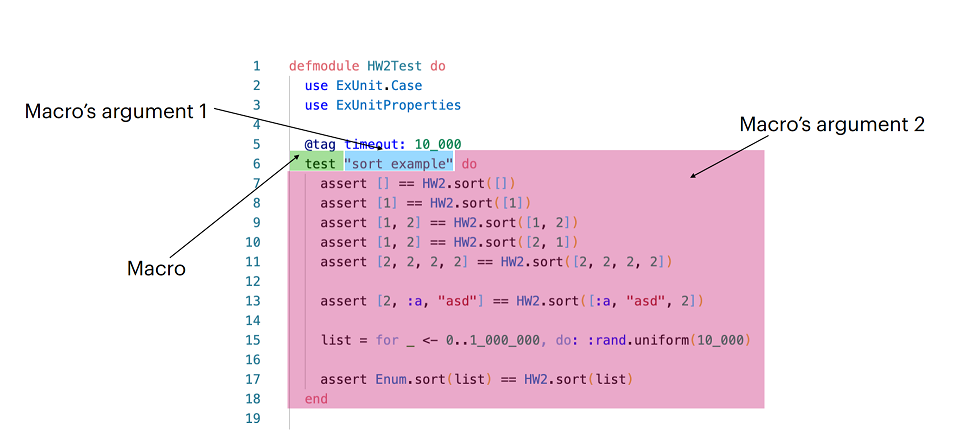 1 defmodule HW2Test do
2 use ExUnit.Case
Macro's argument 1
3 use ExUnitProperties
4
Macro's argument 2
5 @tag timeout: 10_000
6 test "sort example" do
7 assert [] == HW2.sort([])
8 assert [1] == HW2.sort([1])
9 assert [1, 2] == HW2.sort([1, 2])
10 assert [1, 2] == HW2.sort([2, 1])
Macro
11 assert [2, 2, 2, 2] == HW2.sort([2, 2, 2, 2])
12
13 assert [2, :a, "asd"] == HW2.sort([:a, "asd", 2])
14
15 list = for _ <- 0..1_000_000, do: :rand.uniform(10_000)
16
17 assert Enum.sort(list) == HW2.sort(list)
18 end
19